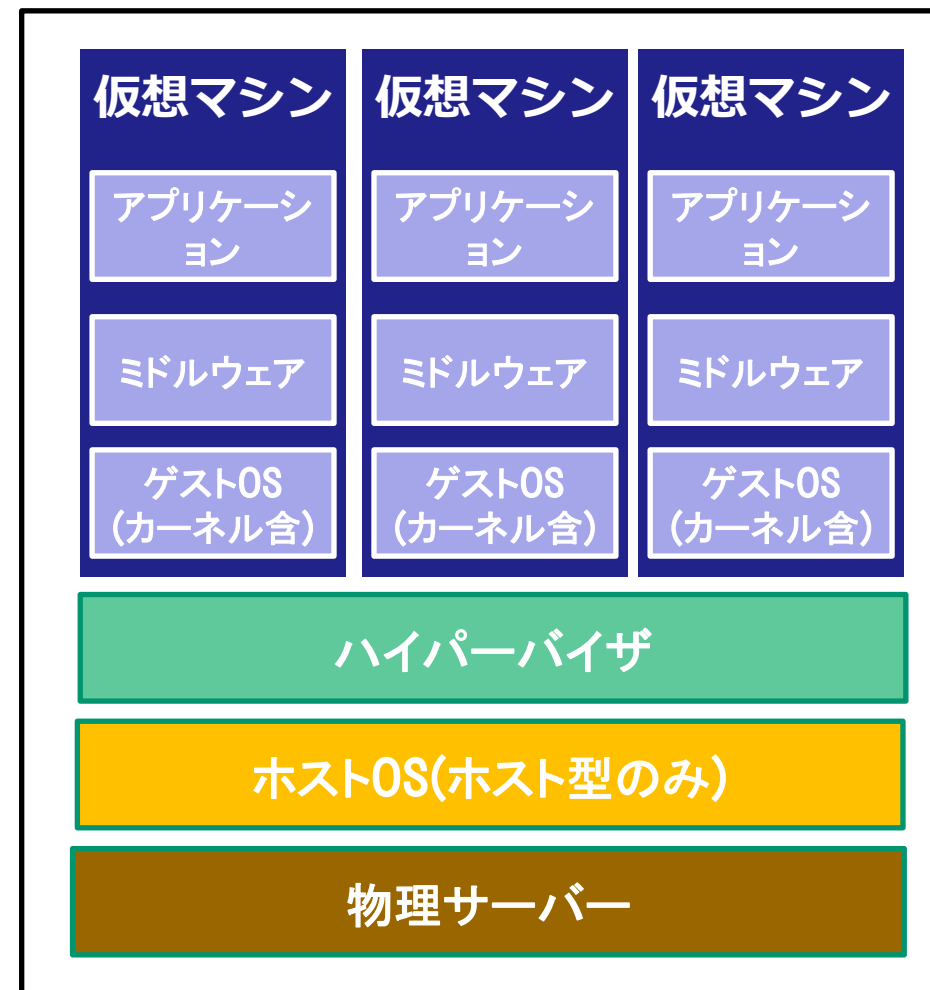 仮想マシン
仮想マシン
仮想マシン
アプリケーシ
ョン
アプリケーシ
ョン
アプリケーシ
ョン
ミドルウェア
ミドルウェア
ミドルウェア
ゲストOS
(カーネル含)
ゲストOS
(カーネル含)
ゲストOS
(カーネル含)
ハイパーバイザ
ホストOS(ホスト型のみ)
物理サーバー